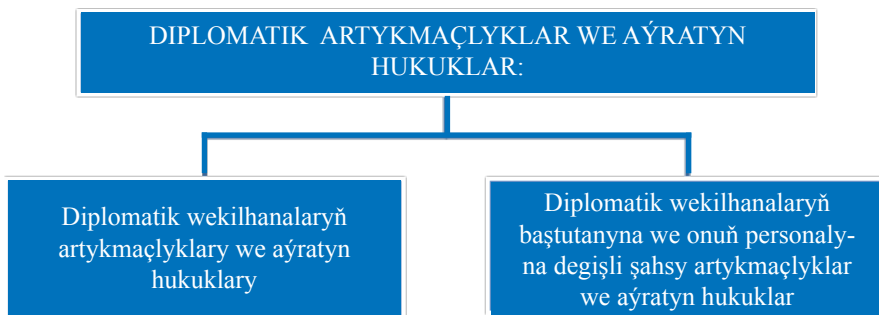 DIPLOMATIK ARTYKMAÇLYKLAR WE AÝRATYN
HUKUKLAR:
Diplomatik wekilhanalaryň
artykmaçlyklary we aýratyn
hukuklary
Diplomatik wekilhanalaryň
baştutanyna we onuň personaly-
na degişli şahsy artykmaçlyklar
we aýratyn hukuklar